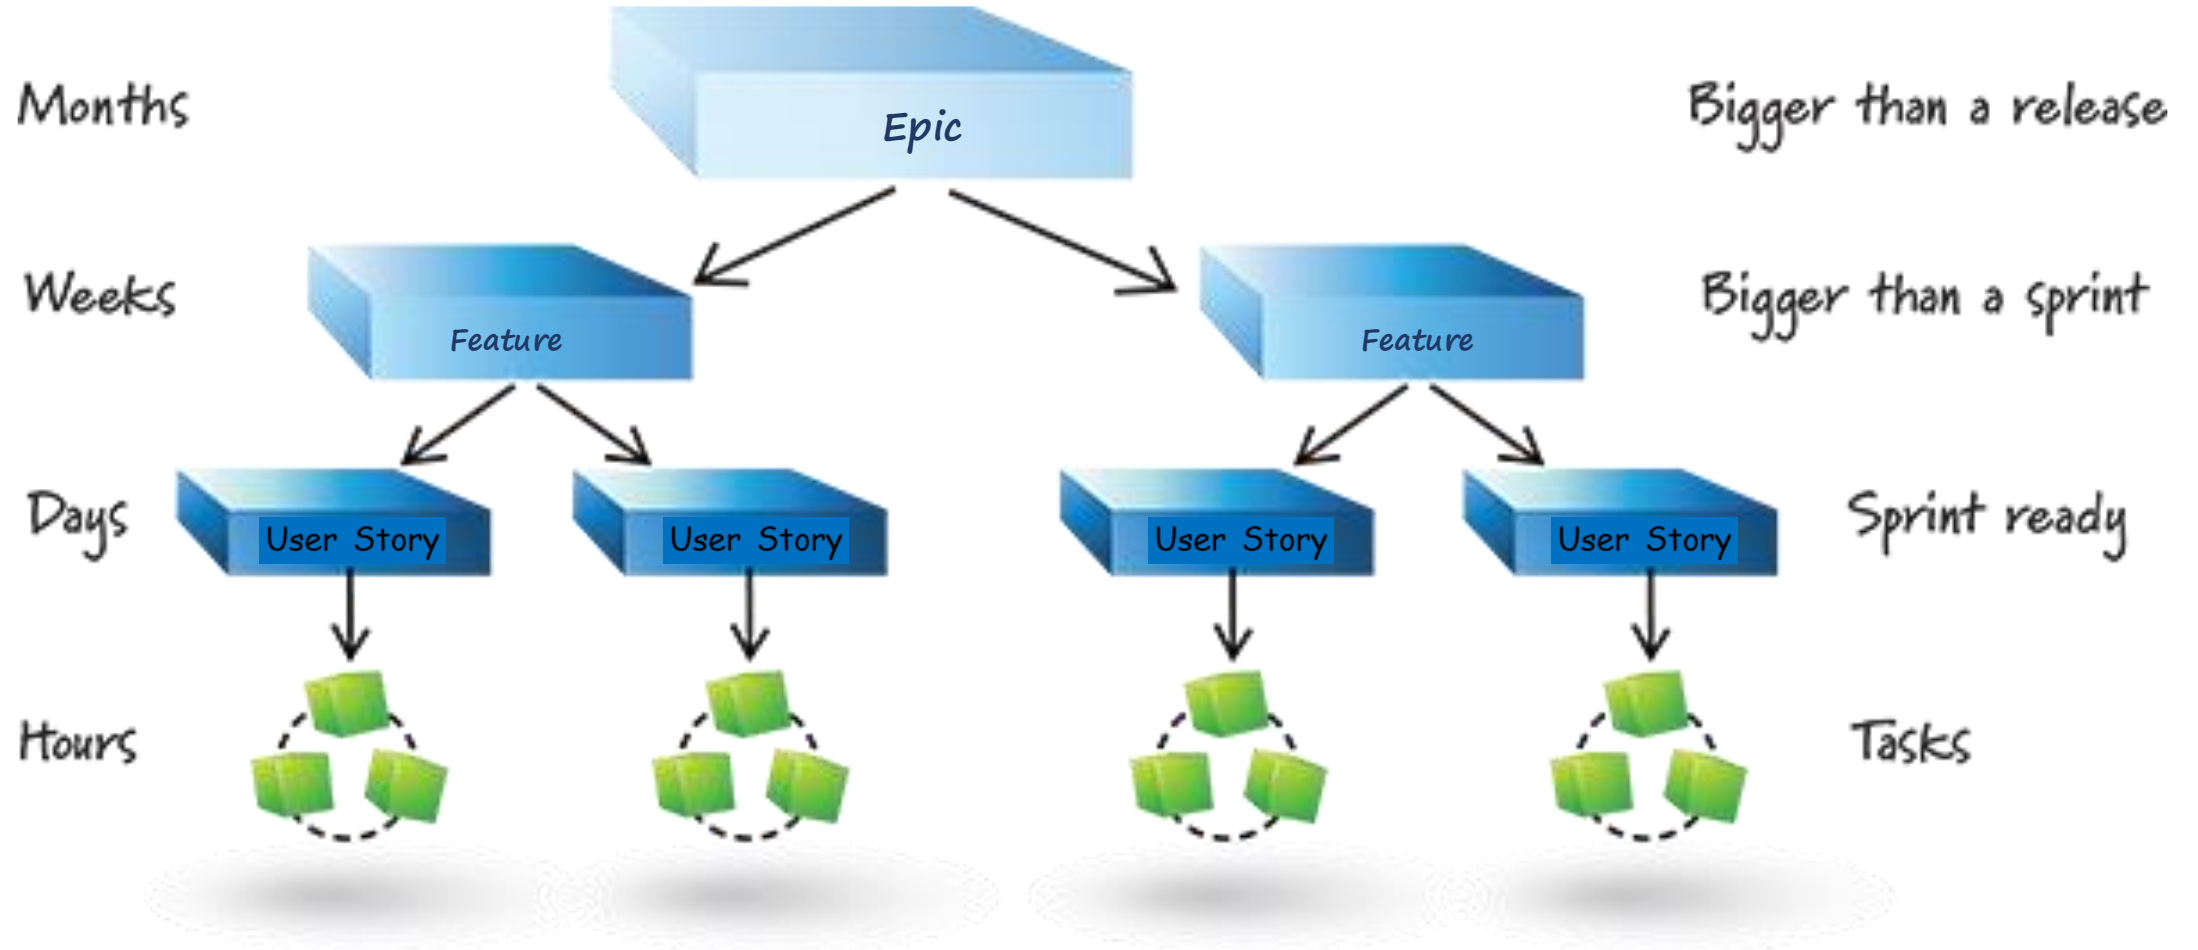 Months
Epic
Bigger than a release
Weeks
Feature
Feature
Bigger than a sprint
Days
User Story
User Story
User Story
User Story
Sprint ready
Hours
Tasks